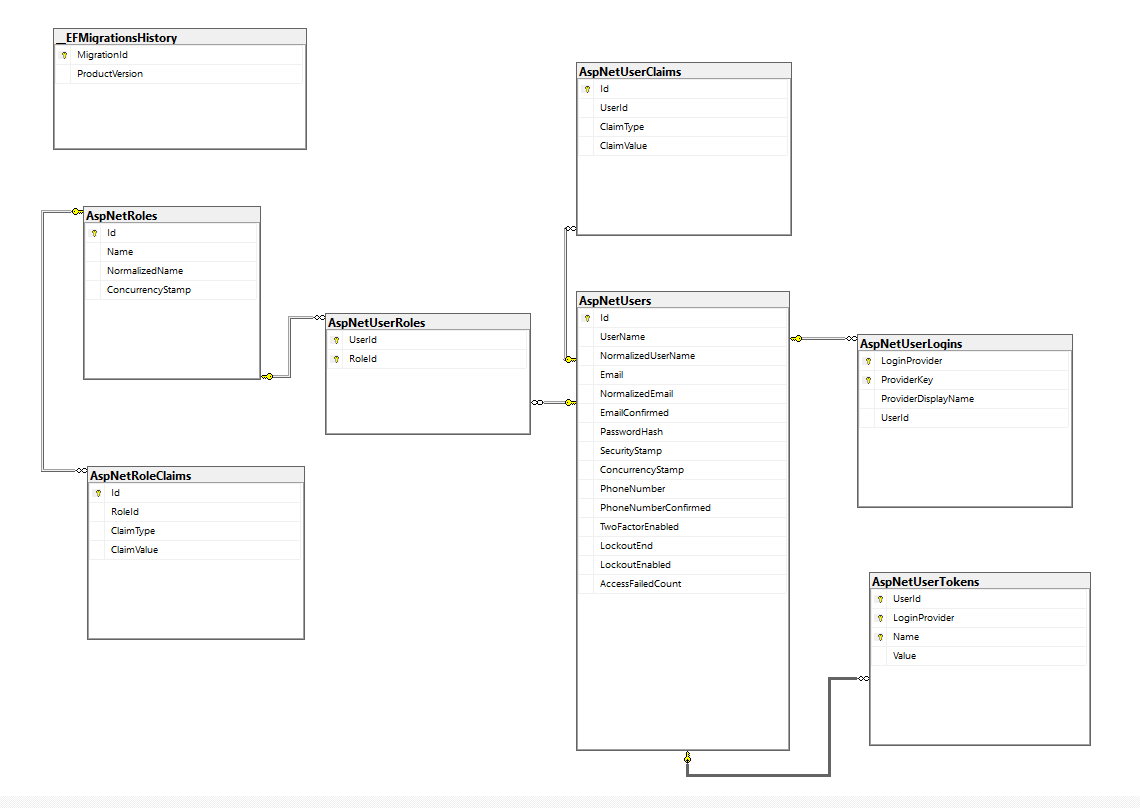 __EFMigrationsHistory
MigrationId
ProductVersion
AspNetUserClaims
Id
UserId
ClaimType
ClaimValue
AspNetRoles
Id
Name
NormalizedName
ConcurrencyStamp
AspNetUserRoles
UserId
RoleId
AspNetUsers
Id
UserName
NormalizedUserName
Email
NormalizedEmail
EmailConfirmed
PasswordHash
SecurityStamp
ConcurrencyStamp
PhoneNumber
PhoneNumberConfirmed
TwoFactorEnabled
LockoutEnd
LockoutEnabled
AccessFailedCount
AspNetUserLogins
LoginProvider
ProviderKey
ProviderDisplayName
UserId
AspNetRoleClaims
Id
RoleId
ClaimType
ClaimValue
AspNetUserTokens
UserId
LoginProvider
Name
Value